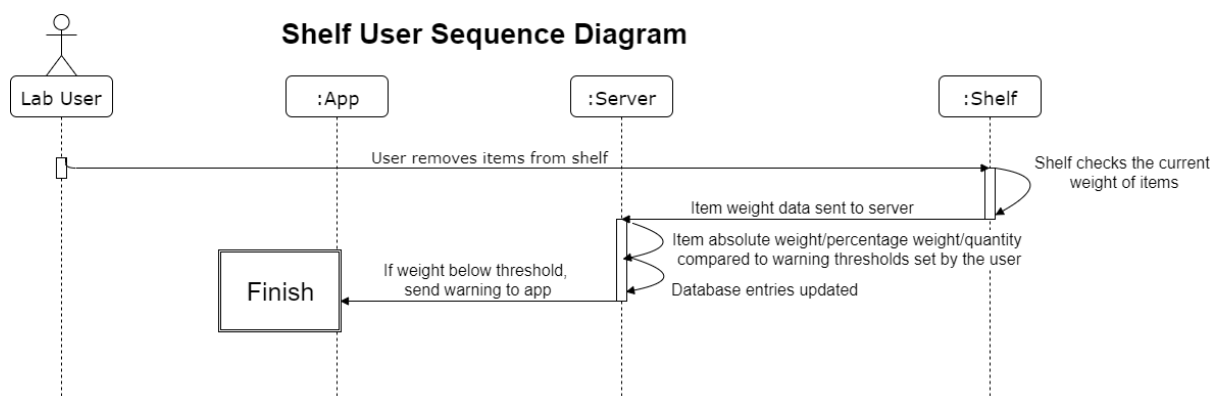 Shelf User Sequence Diagram
Lab User
:App
:Server
:Shelf
User removes items from shelf
Shelf checks the current
weight of items
Item weight data sent to server
Item absolute weight/percentage weight/quantity
compared to warning thresholds set by the user
If weight below threshold,
send warning to app
Finish
Database entries updated